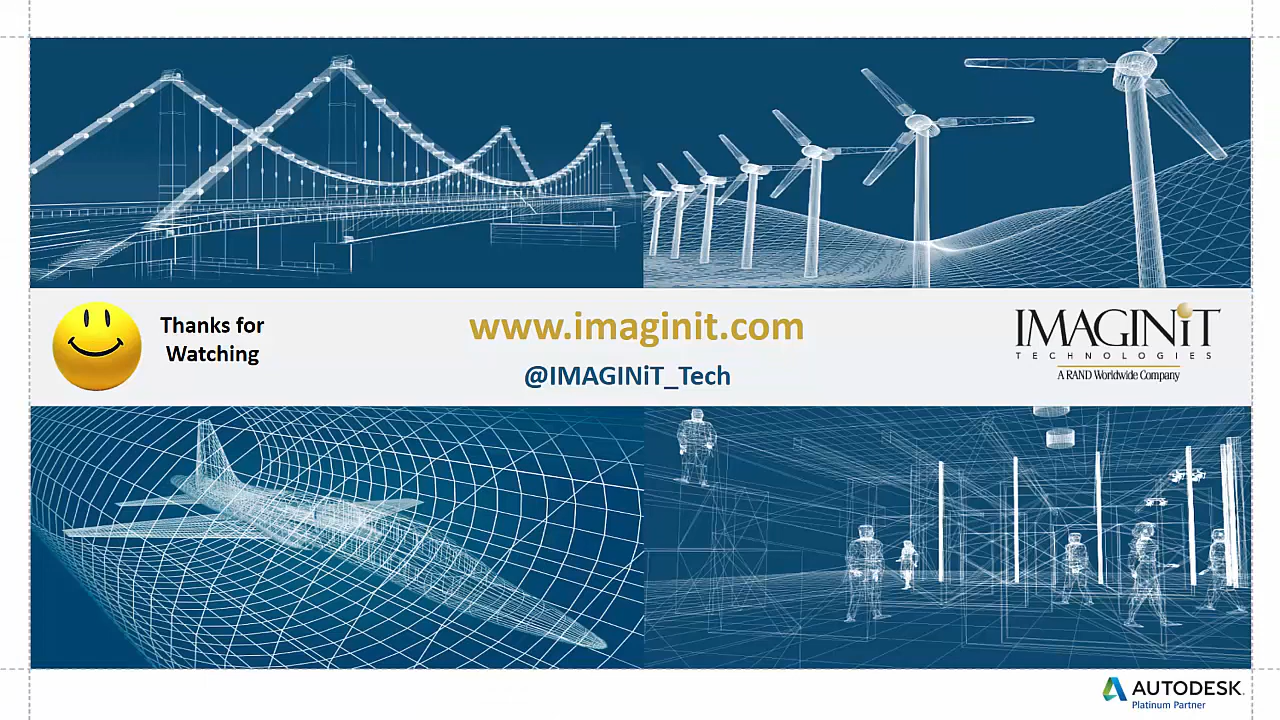 Thanks for
Watching
www.imaginit.com
@IMAGINiT_Tech
IMAGINiT
TECHNOLOGIES
A RAND Worldwide Company
AUTODESK.
Platinum Partner